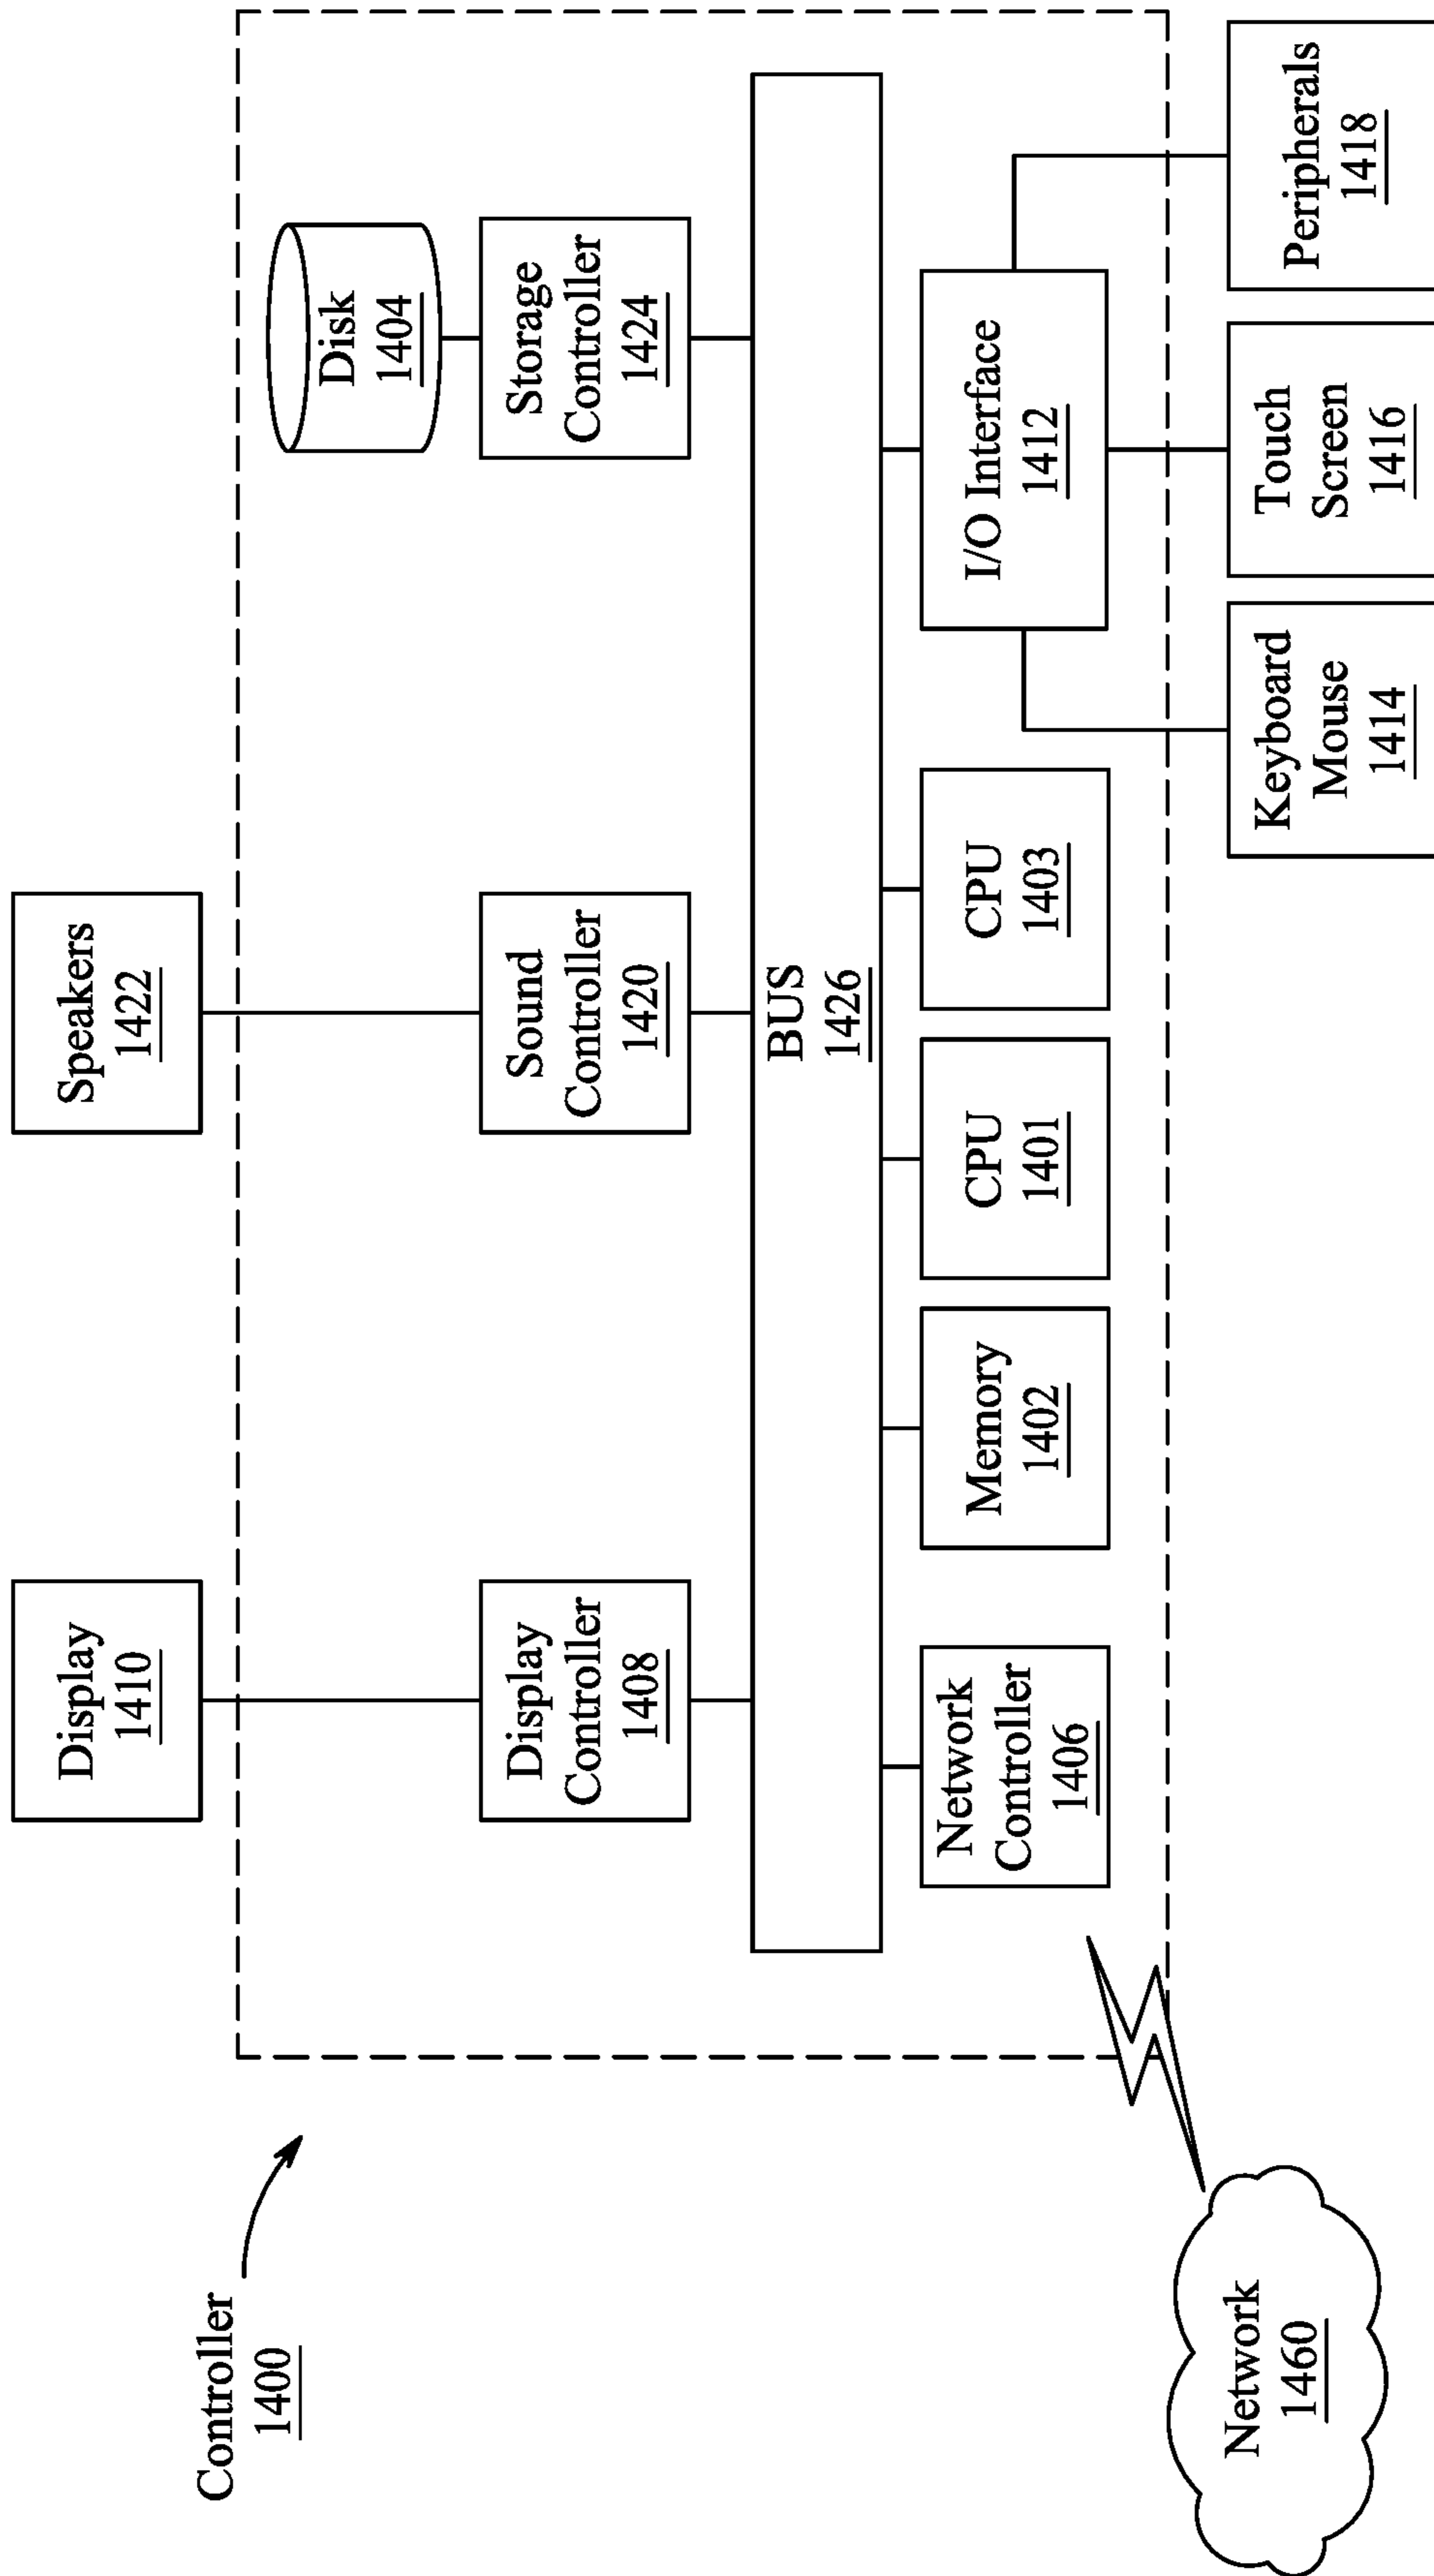 Controller
1400
Display
1410
Speakers
1422
Disk
1404
Display
Controller
1408
Sound
Controller
1420
Storage
Controller
1424
BUS
1426
Network
Controller
1406
Memory
1402
CPU
1401
CPU
1403
I/O Interface
1412
Network
1460
Keyboard
Mouse
1414
Touch
Screen
1416
Peripherals
1418